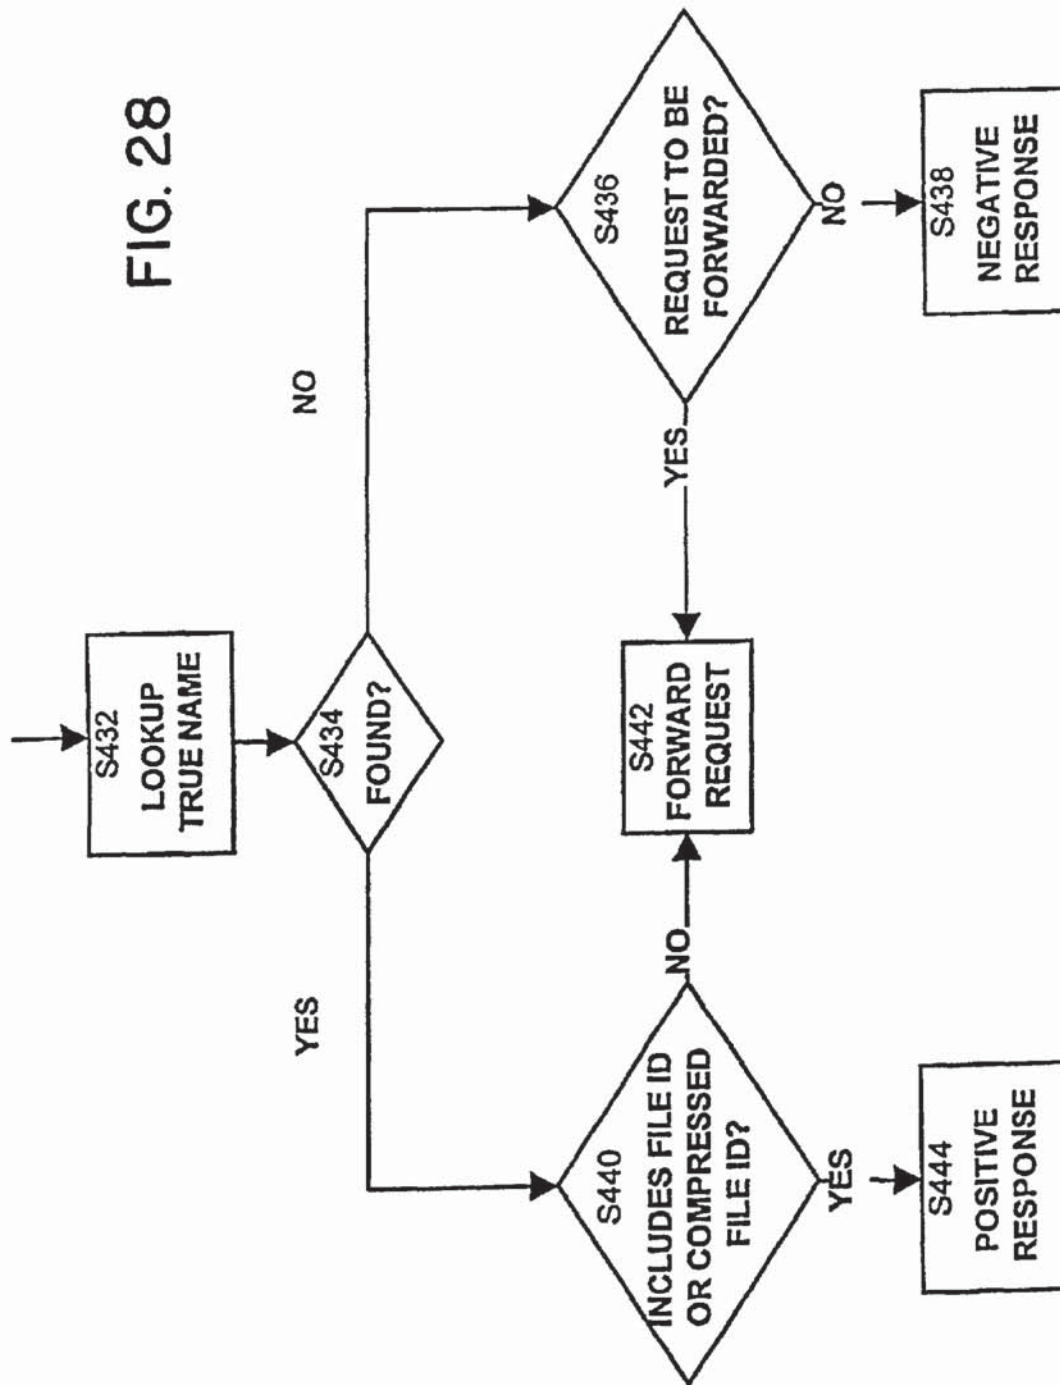 FIG. 28
S432
LOOKUP
TRUE NAME
S434
FOUND?
YES
NO
S440
INCLUDES FILE ID
OR COMPRESSED
FILE ID?
NO
YES
S442
FORWARD
REQUEST
S436
REQUEST TO BE
FORWARDED?
YES
NO
S444
POSITIVE
RESPONSE
S438
NEGATIVE
RESPONSE